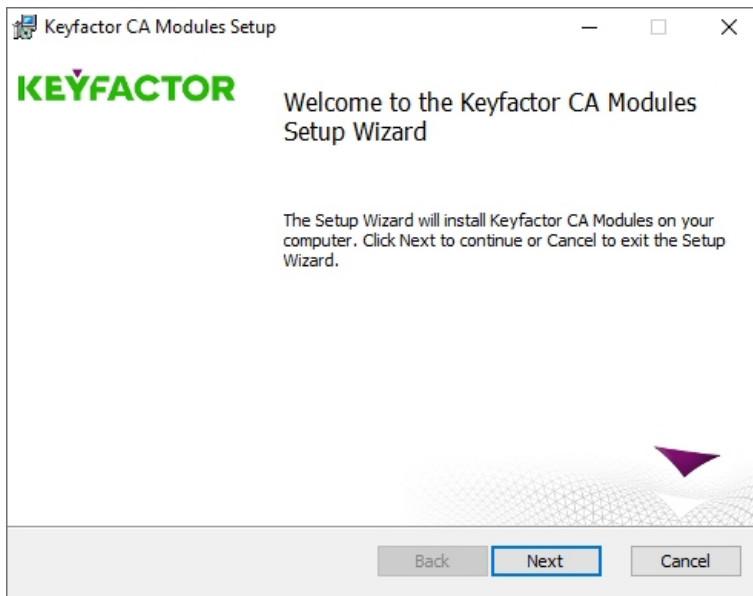 Keyfactor CA Modules Setup
KEYFACTOR
Welcome to the Keyfactor CA Modules
Setup Wizard
The Setup Wizard will install Keyfactor CA Modules on your
computer. Click Next to continue or Cancel to exit the Setup
Wizard.
Back
Next
Cancel